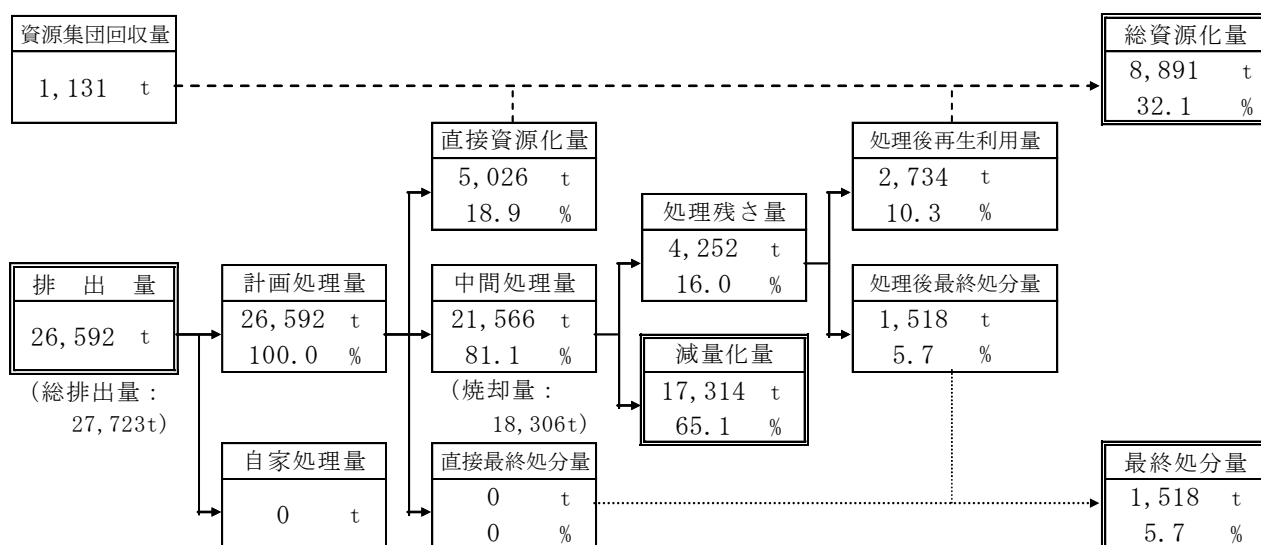 資源集団回収量
1,131 t
総資源化量
8,891 t
32.1 %
直接資源化量
5,026 t
18.9 %
処理後再生利用量
2,734 t
10.3 %
処理残さ量
4,252 t
16.0 %
排出量
26,592 t
(総排出量:
27,723t)
計画処理量
26,592 t
100.0 %
中間処理量
21,566 t
81.1 %
(焼却量:
18,306t)
処理後最終処分量
1,518 t
5.7 %
減量化量
17,314 t
65.1 %
自家処理量
0 t
直接最終処分量
0 t
0 %
最終処分量
1,518 t
5.7 %